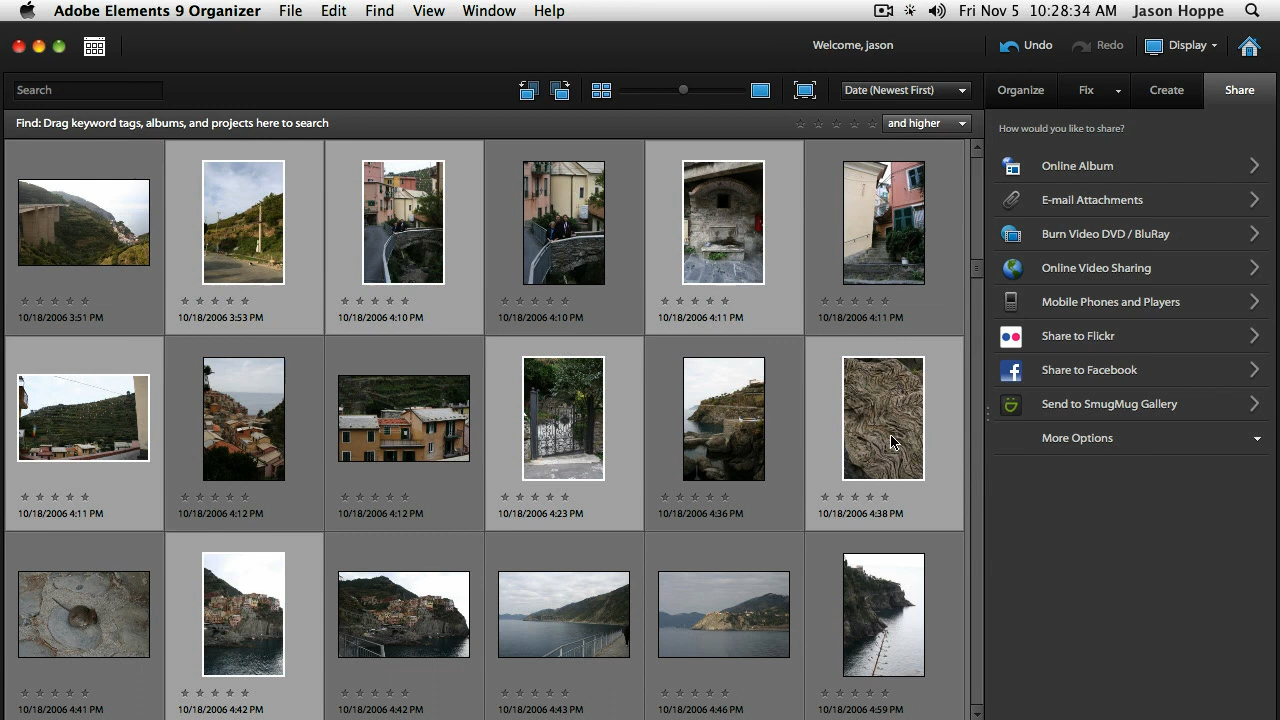 Adobe Elements 9 Organizer File Edit Find View Window Help Fri Nov 5 10:28:34 AM Jason Hoppe
Welcome, jason Undo Redo Display
Search Date (Newest First) Organize Fix Create Share
Find: Drag keyword tags, albums, and projects here to search and higher
How would you like to share?
Online Album
E-mail Attachments
Burn Video DVD / BluRay
Online Video Sharing
Mobile Phones and Players
Share to Flickr
Share to Facebook
Send to SmugMug Gallery
More Options
10/18/2006 3:51 PM 10/18/2006 3:53 PM 10/18/2006 4:10 PM 10/18/2006 4:10 PM 10/18/2006 4:11 PM 10/18/2006 4:11 PM
10/18/2006 4:11 PM 10/18/2006 4:12 PM 10/18/2006 4:12 PM 10/18/2006 4:23 PM 10/18/2006 4:36 PM 10/18/2006 4:38 PM
10/18/2006 4:41 PM 10/18/2006 4:42 PM 10/18/2006 4:42 PM 10/18/2006 4:43 PM 10/18/2006 4:46 PM 10/18/2006 4:59 PM